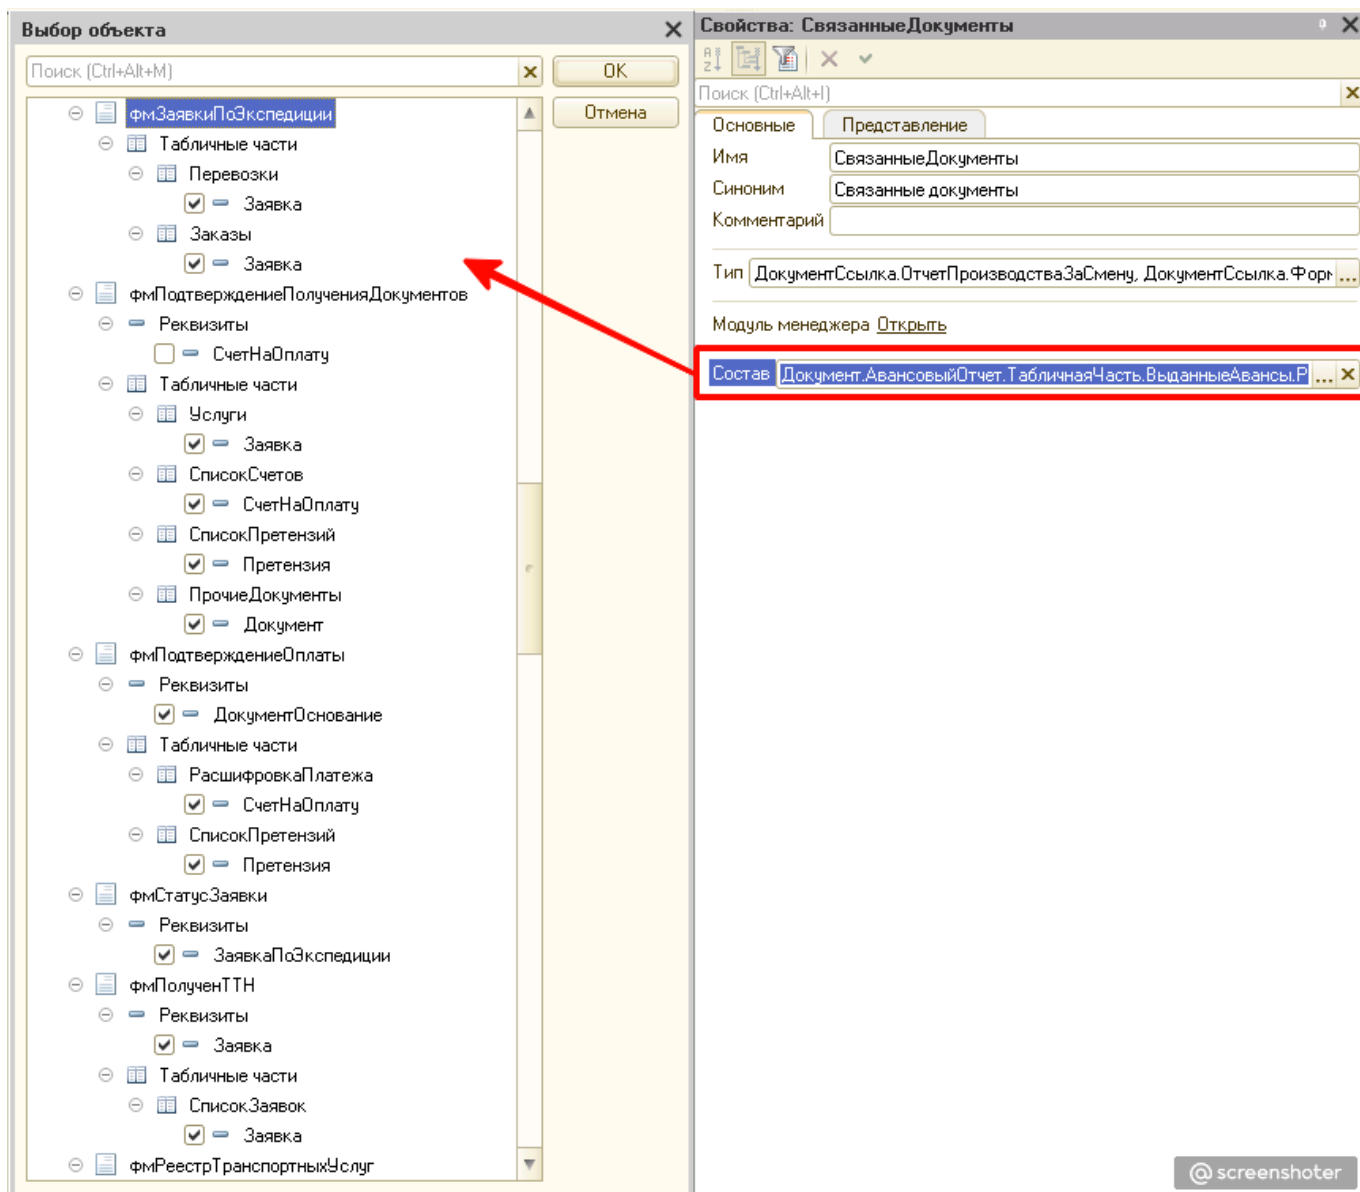 Выбор объекта
Поиск (Ctrl+Alt+M)
OK
Отмена
фмЗаявкиПоЭкспедиции
Табличные части
Перевозки
Заявка
Заказы
Заявка
фмПодтверждениеПолученияДокументов
Реквизиты
СчетНаОплату
Табличные части
Услуги
Заявка
СписокСчетов
СчетНаОплату
СписокПретензий
Претензия
ПрочиеДокументы
Документ
фмПодтверждениеОплаты
Реквизиты
ДокументОснование
Табличные части
РасшифровкаПлатежа
СчетНаОплату
СписокПретензий
Претензия
фмСтатусЗаявки
Реквизиты
ЗаявкаПоЭкспедиции
фмПолученТТН
Реквизиты
Заявка
Табличные части
СписокЗаявок
Заявка
фмРеестрТранспортныхУслуг
Свойства: СвязанныеДокументы
Поиск (Ctrl+Alt+I)
Основные Представление
Имя СвязанныеДокументы
Синоним Связанные документы
Комментарий
Тип ДокументСсылка.ОтчетПроизводстваЗаСмену, ДокументСсылка.Форм ...
Модуль менеджера Открыть
Состав Документ.АвансовыйОтчет.ТабличнаяЧасть.ВыданныеАвансы.Р ...
@ screenshoter